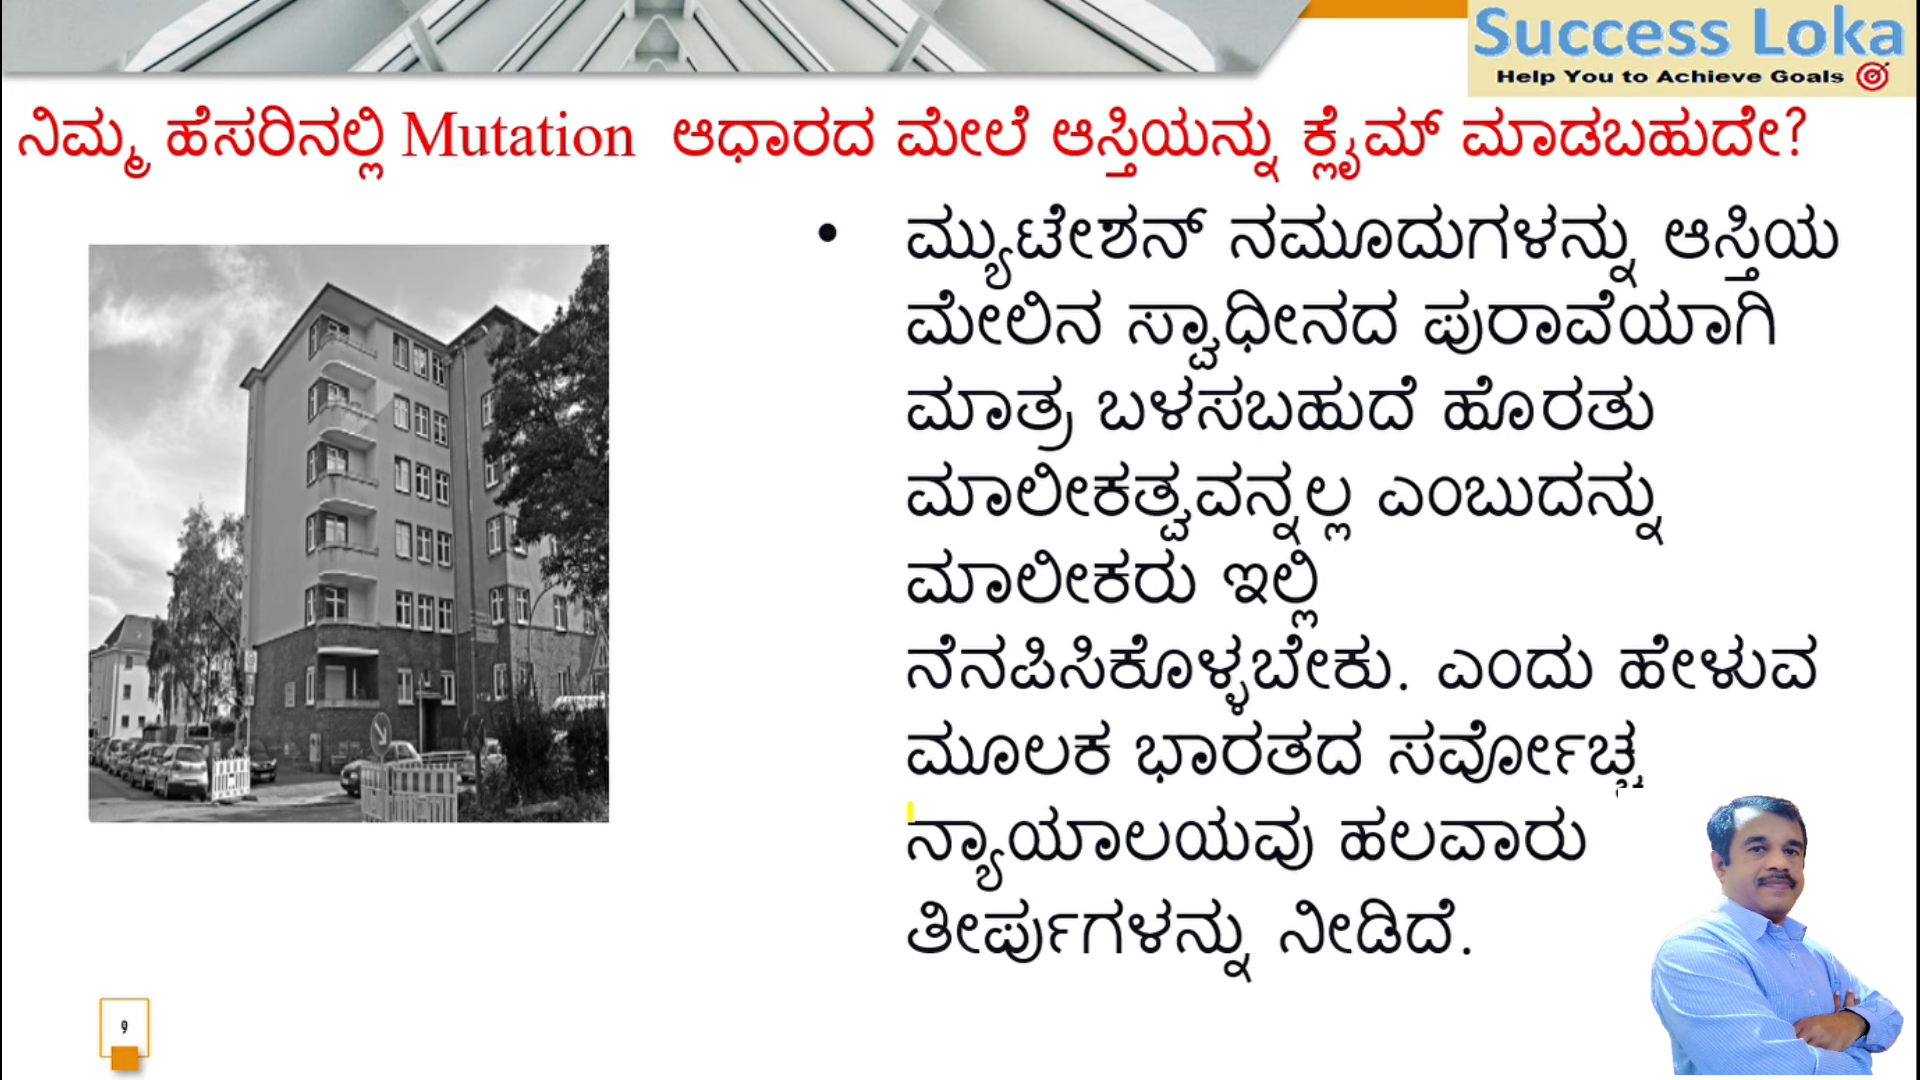 Success Loka
Help You to Achieve Goals
ನಿಮ್ಮ ಹೆಸರಿನಲ್ಲಿ Mutation ಆಧಾರದ ಮೇಲೆ ಆಸ್ತಿಯನ್ನು ಕ್ಲೈಮ್ ಮಾಡಬಹುದೇ?
• ಮ್ಯುಟೇಶನ್ ನಮೂದುಗಳನ್ನು ಆಸ್ತಿಯ
ಮೇಲಿನ ಸ್ವಾಧೀನದ ಪುರಾವೆಯಾಗಿ
ಮಾತ್ರ ಬಳಸಬಹುದೆ ಹೊರತು
ಮಾಲೀಕತ್ವವನ್ನಲ್ಲ ಎಂಬುದನ್ನು
ಮಾಲೀಕರು ಇಲ್ಲಿ
ನೆನಪಿಸಿಕೊಳ್ಳಬೇಕು. ಎಂದು ಹೇಳುವ
ಮೂಲಕ ಭಾರತದ ಸರ್ವೋಚ್ಚ
ನ್ಯಾಯಾಲಯವು ಹಲವಾರು
ತೀರ್ಪುಗಳನ್ನು ನೀಡಿದೆ.
9